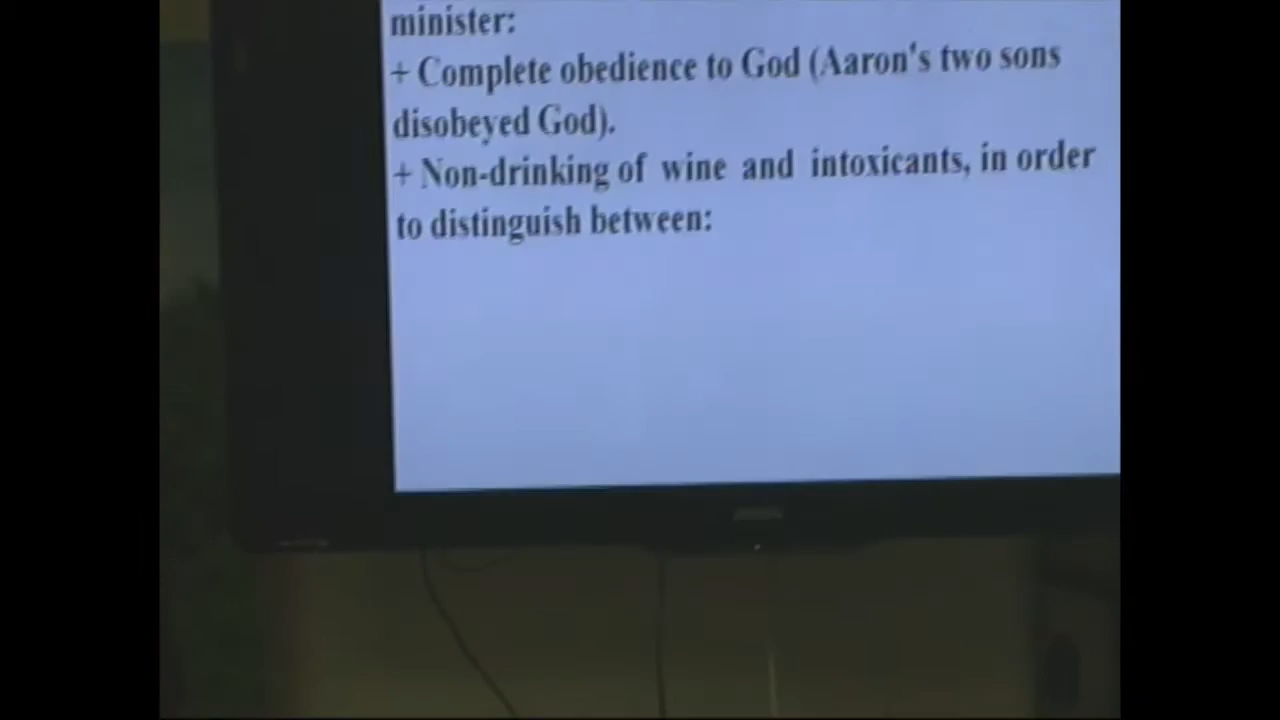 minister:
+ Complete obedience to God (Aaron's two sons
disobeyed God).
+ Non-drinking of wine and intoxicants, in order
to distinguish between: